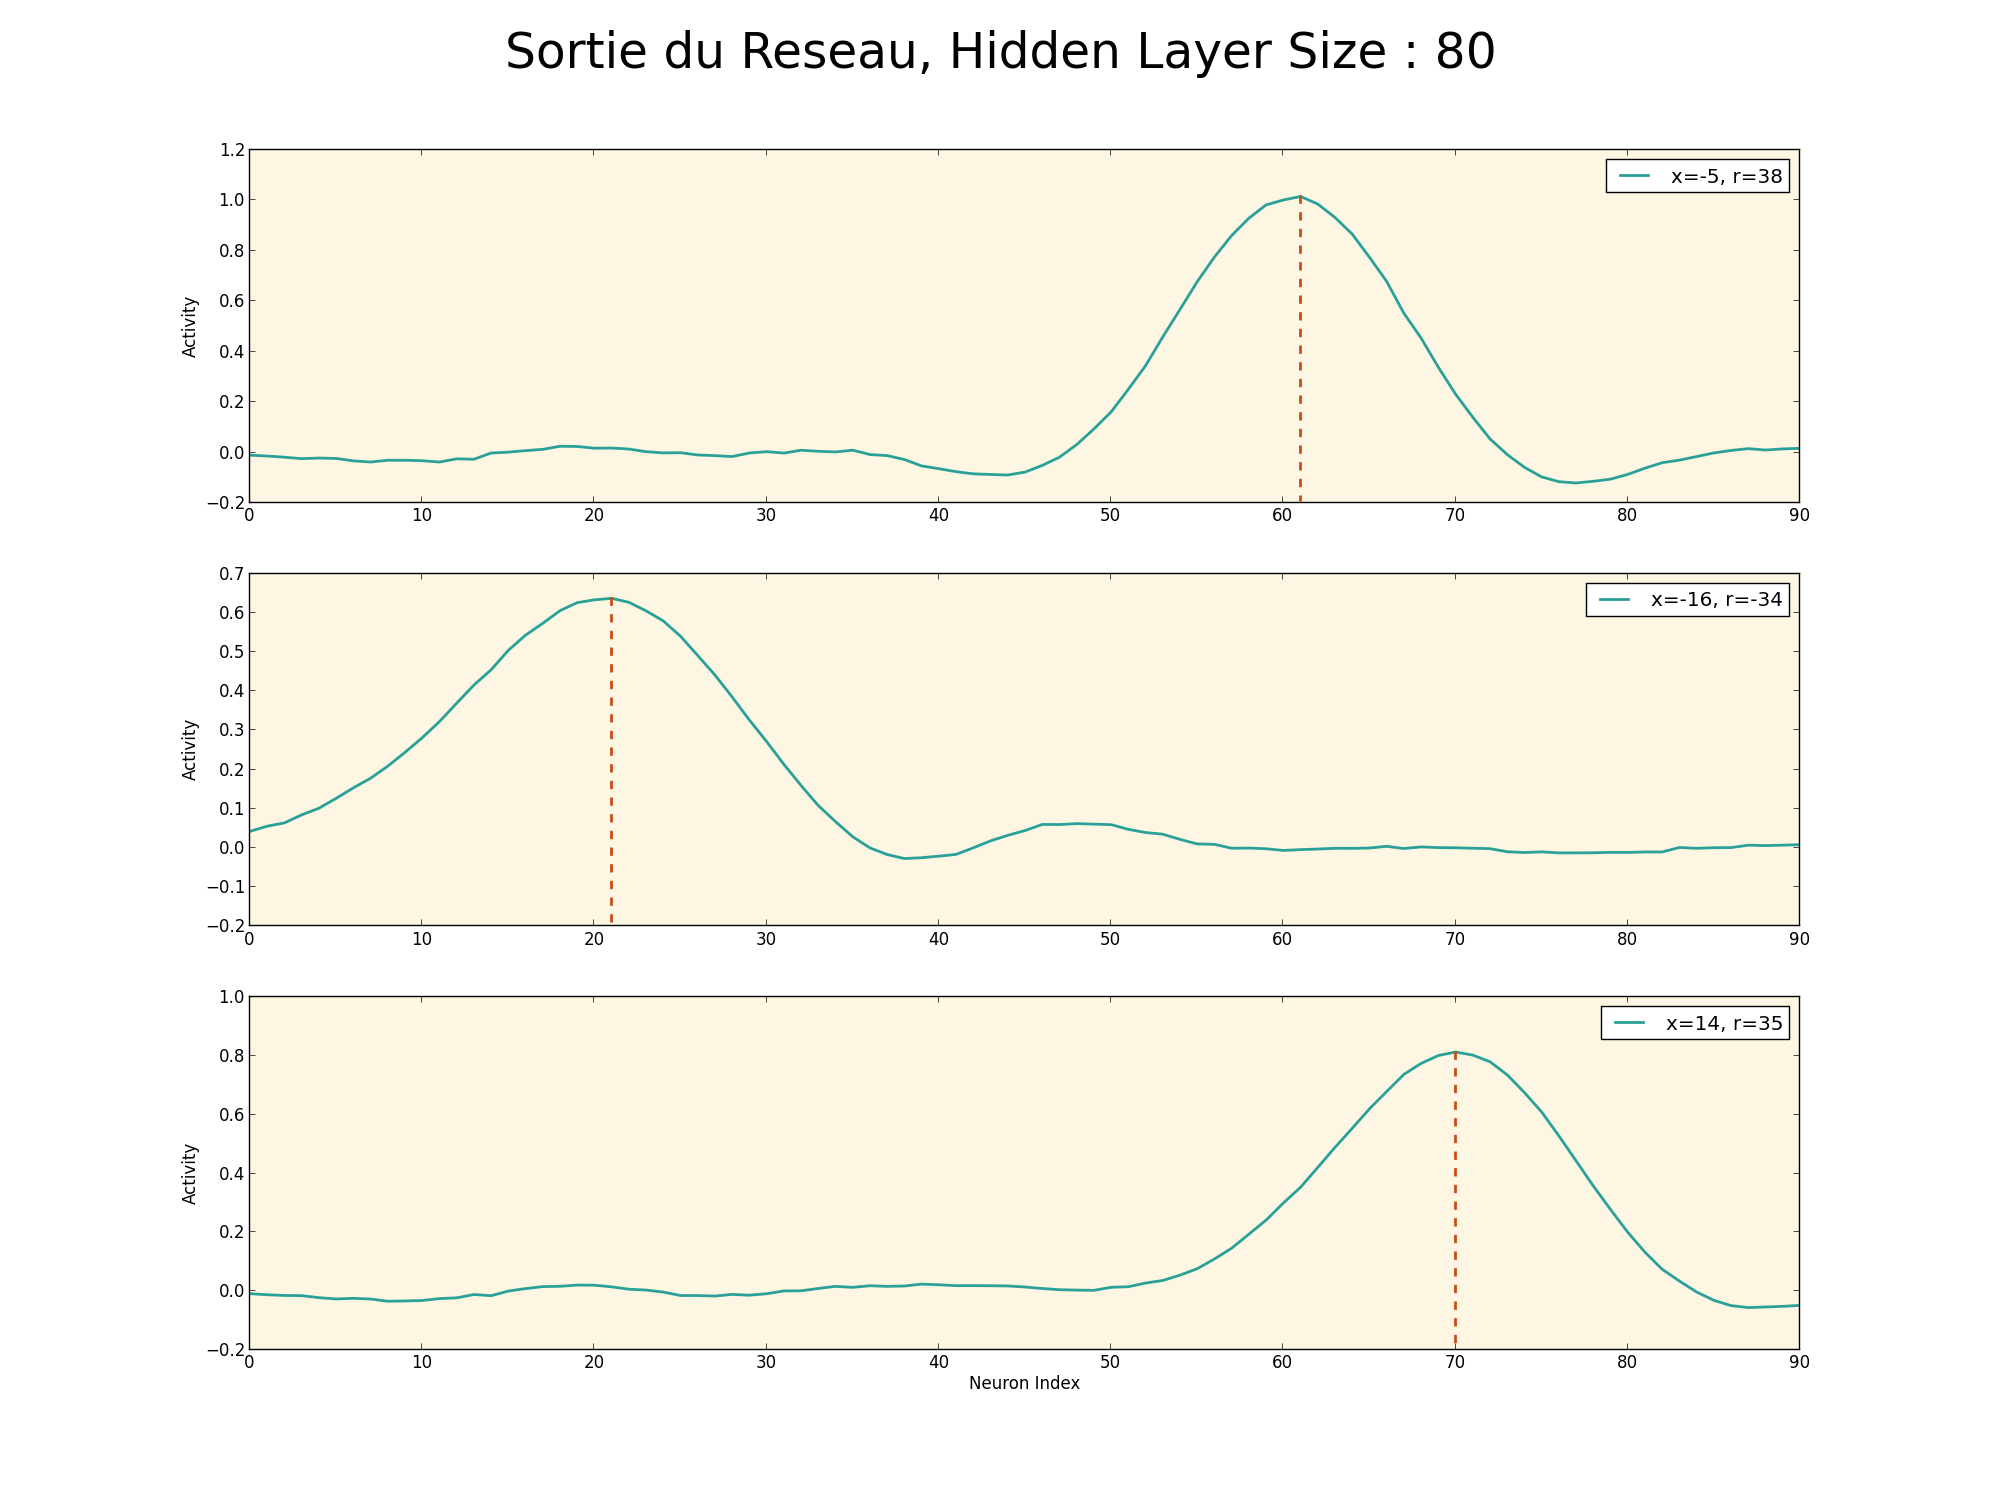 Sortie du Reseau, Hidden Layer Size : 80
1.2
1.0
0.8
0.6
0.4
0.2
0.0
−0.2
Activity
x=-5, r=38
0 10 20 30 40 50 60 70 80 90
0.7
0.6
0.5
0.4
0.3
0.2
0.1
0.0
−0.1
−0.2
Activity
x=-16, r=-34
0 10 20 30 40 50 60 70 80 90
1.0
0.8
0.6
0.4
0.2
0.0
−0.2
Activity
x=14, r=35
0 10 20 30 40 50 60 70 80 90
Neuron Index